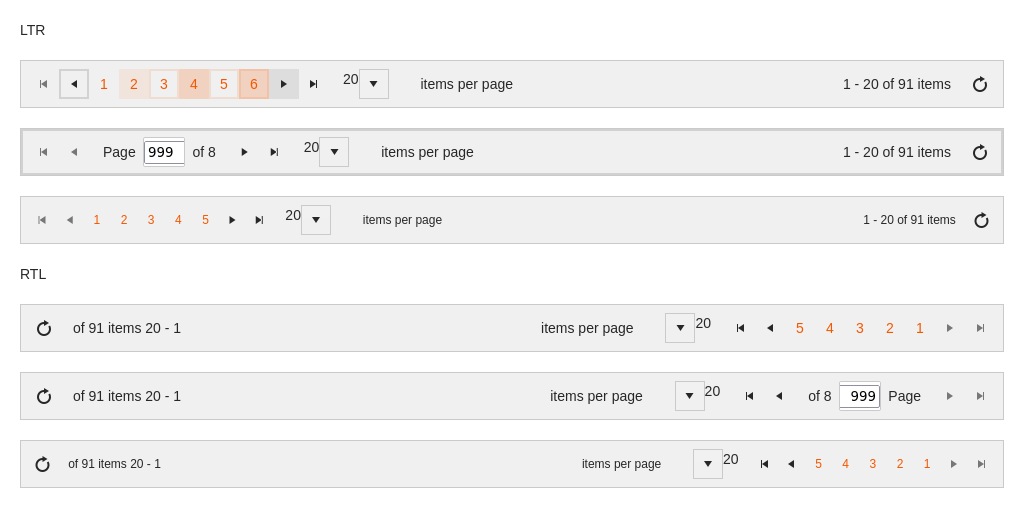 LTR
1 2 3 4 5 6 20 items per page 1 - 20 of 91 items
Page 999 of 8 20 items per page 1 - 20 of 91 items
1 2 3 4 5 20 items per page 1 - 20 of 91 items
RTL
of 91 items 20 - 1 items per page 20 5 4 3 2 1
of 91 items 20 - 1 items per page 20 of 8 999 Page
of 91 items 20 - 1 items per page 20 5 4 3 2 1